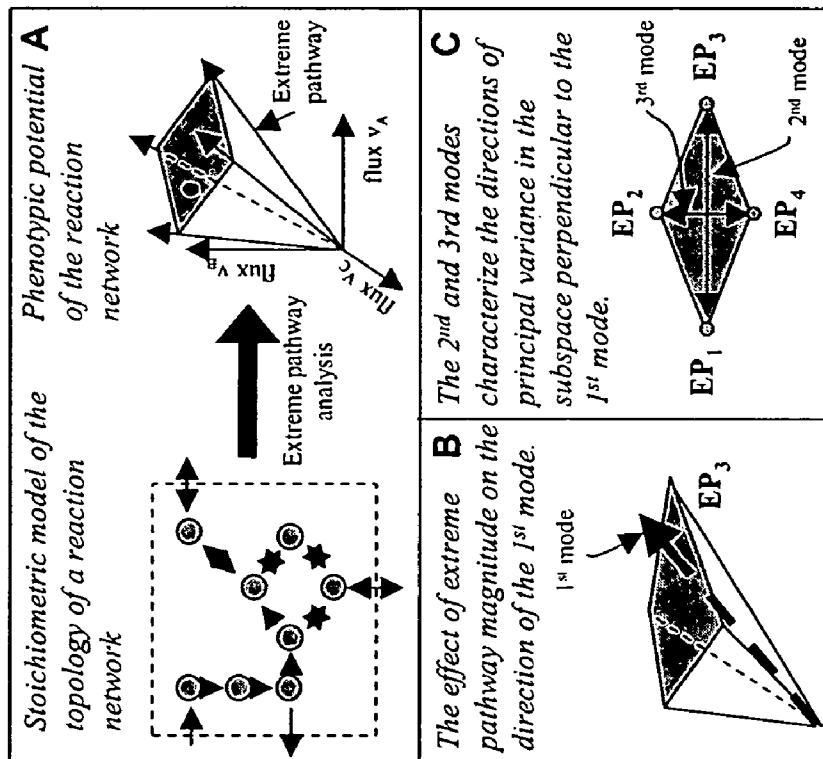 A
Stoichiometric model of the
topology of a reaction
network
Extreme pathway
analysis
Phenotypic potential
of the reaction
network
Extreme
pathway
flux vA
flux vB
flux vC
B
The effect of extreme
pathway magnitude on the
direction of the 1st mode.
1st mode
EP3
C
The 2nd and 3rd modes
characterize the directions of
principal variance in the
subspace perpendicular to the
1st mode.
EP1
EP2
EP3
EP4
3rd mode
2nd mode